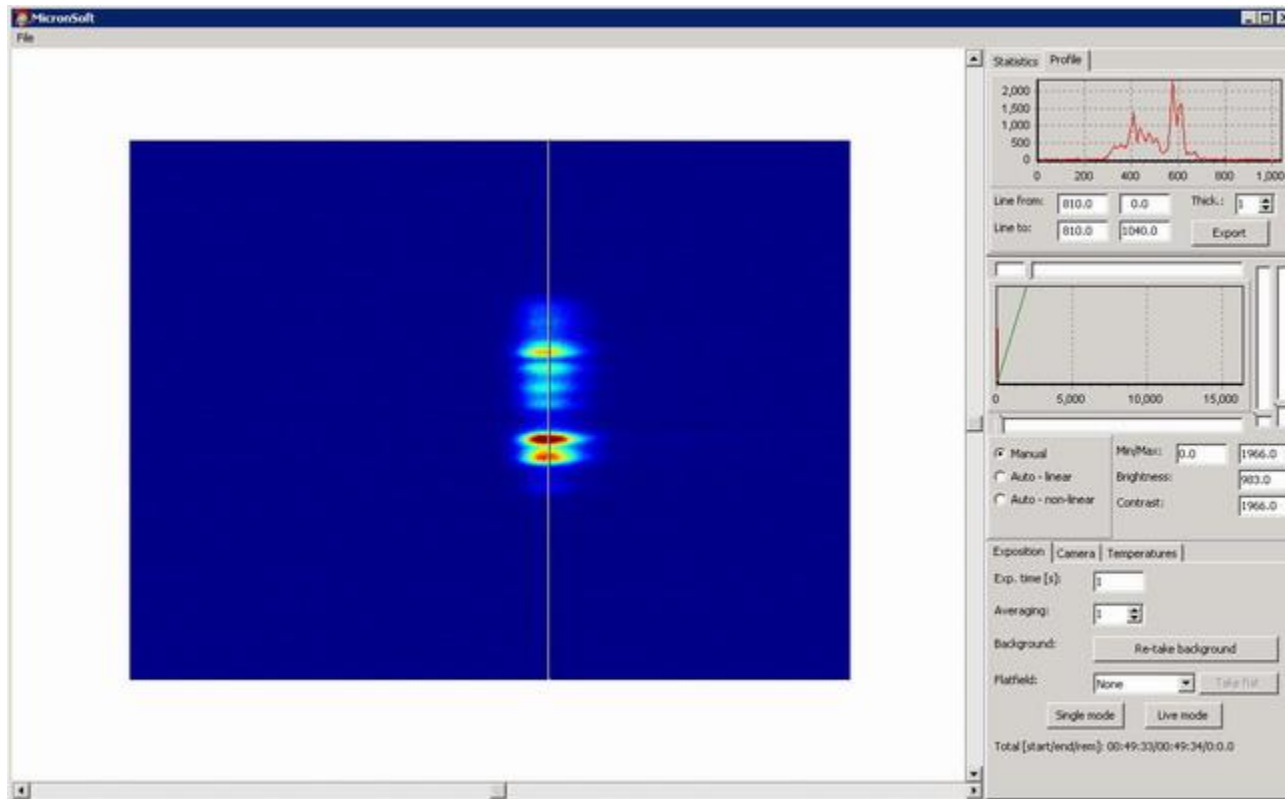 MicronSoft
File
Statistics Profile
2,000
1,500
1,000
500
0
0 200 400 600 800 1,000
Line from: 810.0 0.0 Thick.: 1
Line to: 810.0 1040.0 Export
0 5,000 10,000 15,000
Manual
Auto - linear
Auto - non-linear
Min/Max: 0.0 1966.0
Brightness: 983.0
Contrast: 1966.0
Exposition Camera Temperatures
Exp. time [s]: 1
Averaging: 1
Background: Re-take background
Flatfield: None Take flat
Single mode Live mode
Total [start/end/rem]: 00:49:33/00:49:34/0:0.0